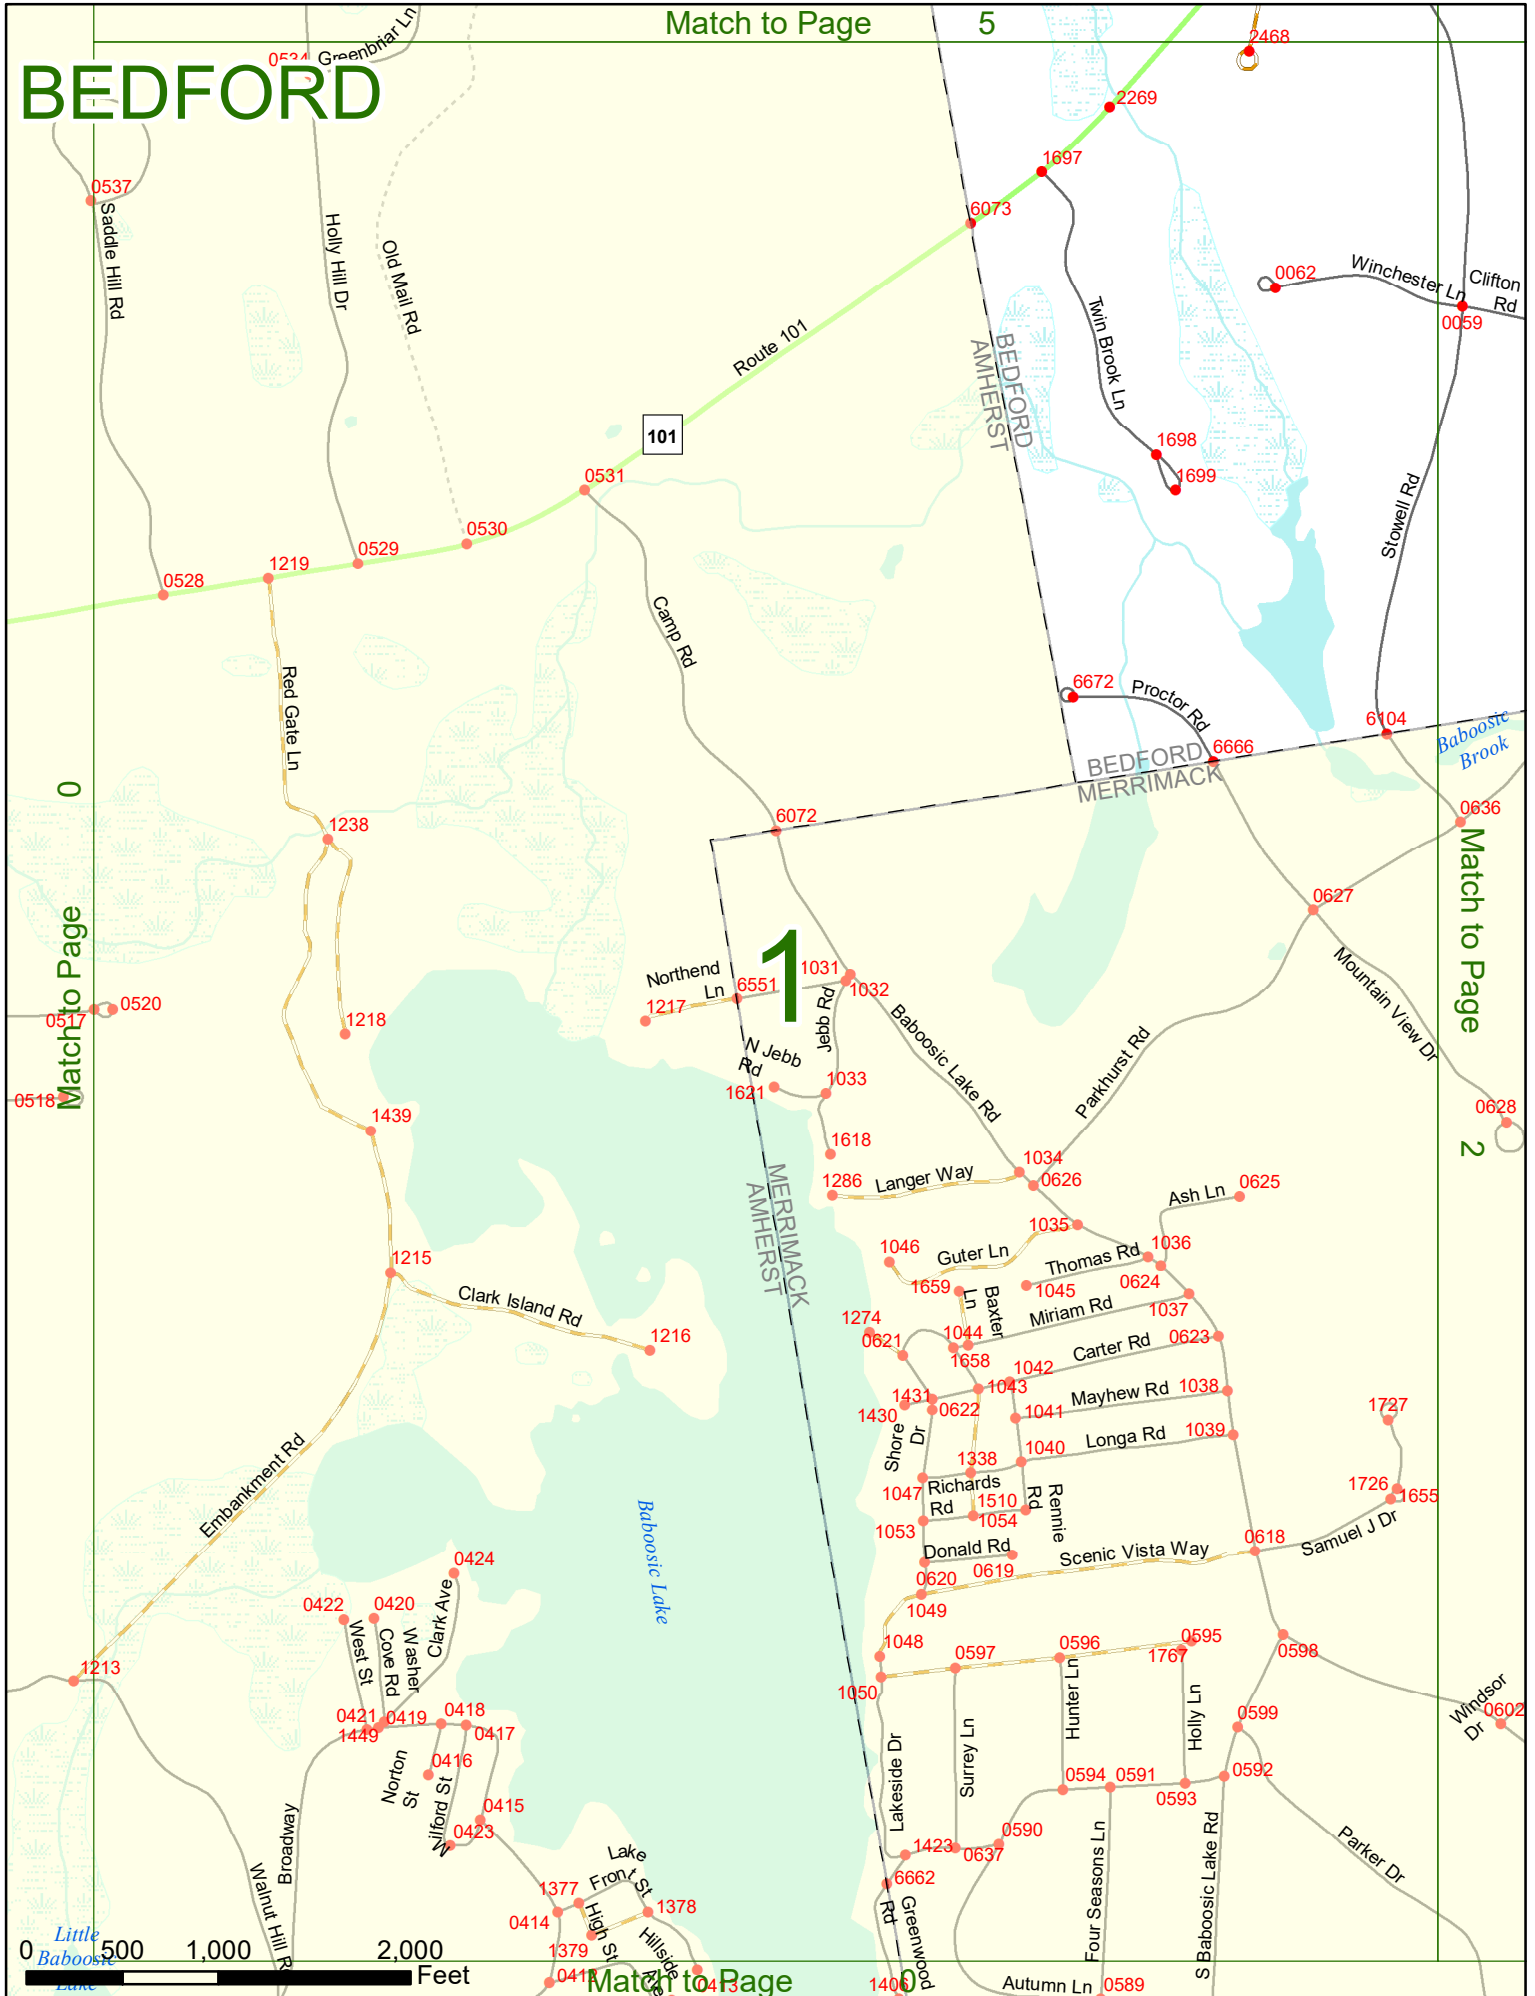 Match to Page 5
BEDFORD
0534
Greenbriar Ln
2468
2269
1697
6073
0537
Saddle Hill Rd
Holly Hill Dr
Old Mail Rd
Route 101
101
BEDFORD
AMHERST
Twin Brook Ln
0062
Winchester Ln
Clifton
Rd
0059
1698
1699
Stowell Rd
0531
0530
0529
1219
0528
Camp Rd
Red Gate Ln
6672
Proctor Rd
6666
6104
Baboosic
Brook
BEDFORD
MERRIMACK
0636
6072
1238
0627
Match to Page
0
Match to Page
2
1
Northend
Ln
6551
1217
1031
1032
Jebb Rd
N Jebb
Rd
1621
1033
1618
Baboosic Lake Rd
Parkhurst Rd
Mountain View Dr
0628
0520
0517
0518
1218
1439
1034
0626
1286
Langer Way
Ash Ln
0625
1035
1036
0624
1046
Guter Ln
Thomas Rd
1045
1037
MERRIMACK
AMHERST
1215
Clark Island Rd
1216
1659
Baxter
Ln
Miriam Rd
1274
0621
1044
1658
0623
Carter Rd
1042
1043
1431
1430
0622
Mayhew Rd
1038
1041
Shore
Dr
1727
1039
Longa Rd
1040
1338
1047
Richards
Rd
1510
1054
Rennie
Rd
1726
1655
1053
Samuel J Dr
Donald Rd
0619
0620
Scenic Vista Way
0618
1049
Embankment Rd
Baboosic Lake
0424
0422
0420
West St
Cove Rd
Washer
Clark Ave
1213
0421
1449
0419
0418
0417
0416
Norton
St
Milford St
0415
0423
Broadway
Walnut Hill Rd
1048
1050
0597
0596
0595
1767
0598
0599
Windsor
Dr
0602
Hunter Ln
Holly Ln
Surrey Ln
Lakeside Dr
0594
0591
0593
0592
1423
0637
0590
6662
Greenwood
Rd
Four Seasons Ln
S Baboosic Lake Rd
Parker Dr
Lake
Front St
1377
1378
0414
High St
1379
Hillside
Ave
0412
0413
1406
Autumn Ln
0589
Little
Baboosic
Lake
0 500 1,000 2,000
Feet
Match to Page 0